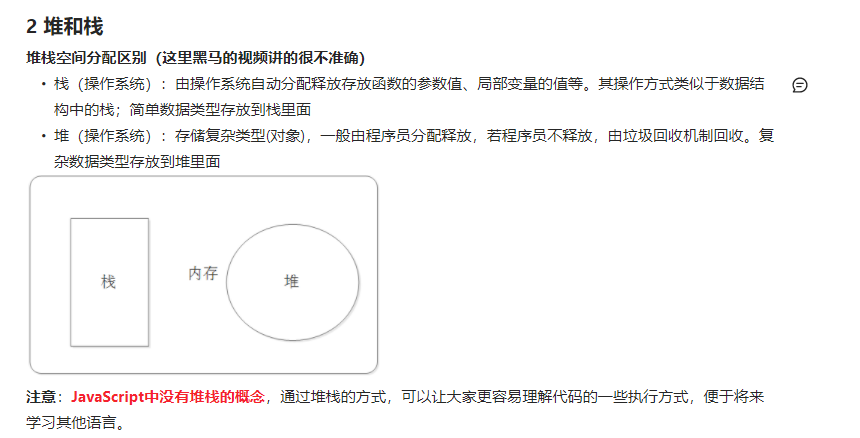 2 堆和栈
堆栈空间分配区别（这里黑马的视频讲的很不准确）
• 栈（操作系统）：由操作系统自动分配释放存放函数的参数值、局部变量的值等。其操作方式类似于数据结
构中的栈；简单数据类型存放到栈里面
• 堆（操作系统）：存储复杂类型(对象)，一般由程序员分配释放，若程序员不释放，由垃圾回收机制回收。复
杂数据类型存放到堆里面
栈 内存 堆
注意：JavaScript中没有堆栈的概念，通过堆栈的方式，可以让大家更容易理解代码的一些执行方式，便于将来
学习其他语言。